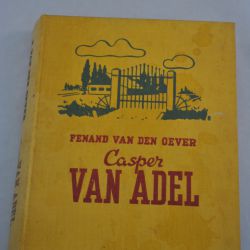 FENAND VAN DEN OEVER
Casper
VAN ADEL